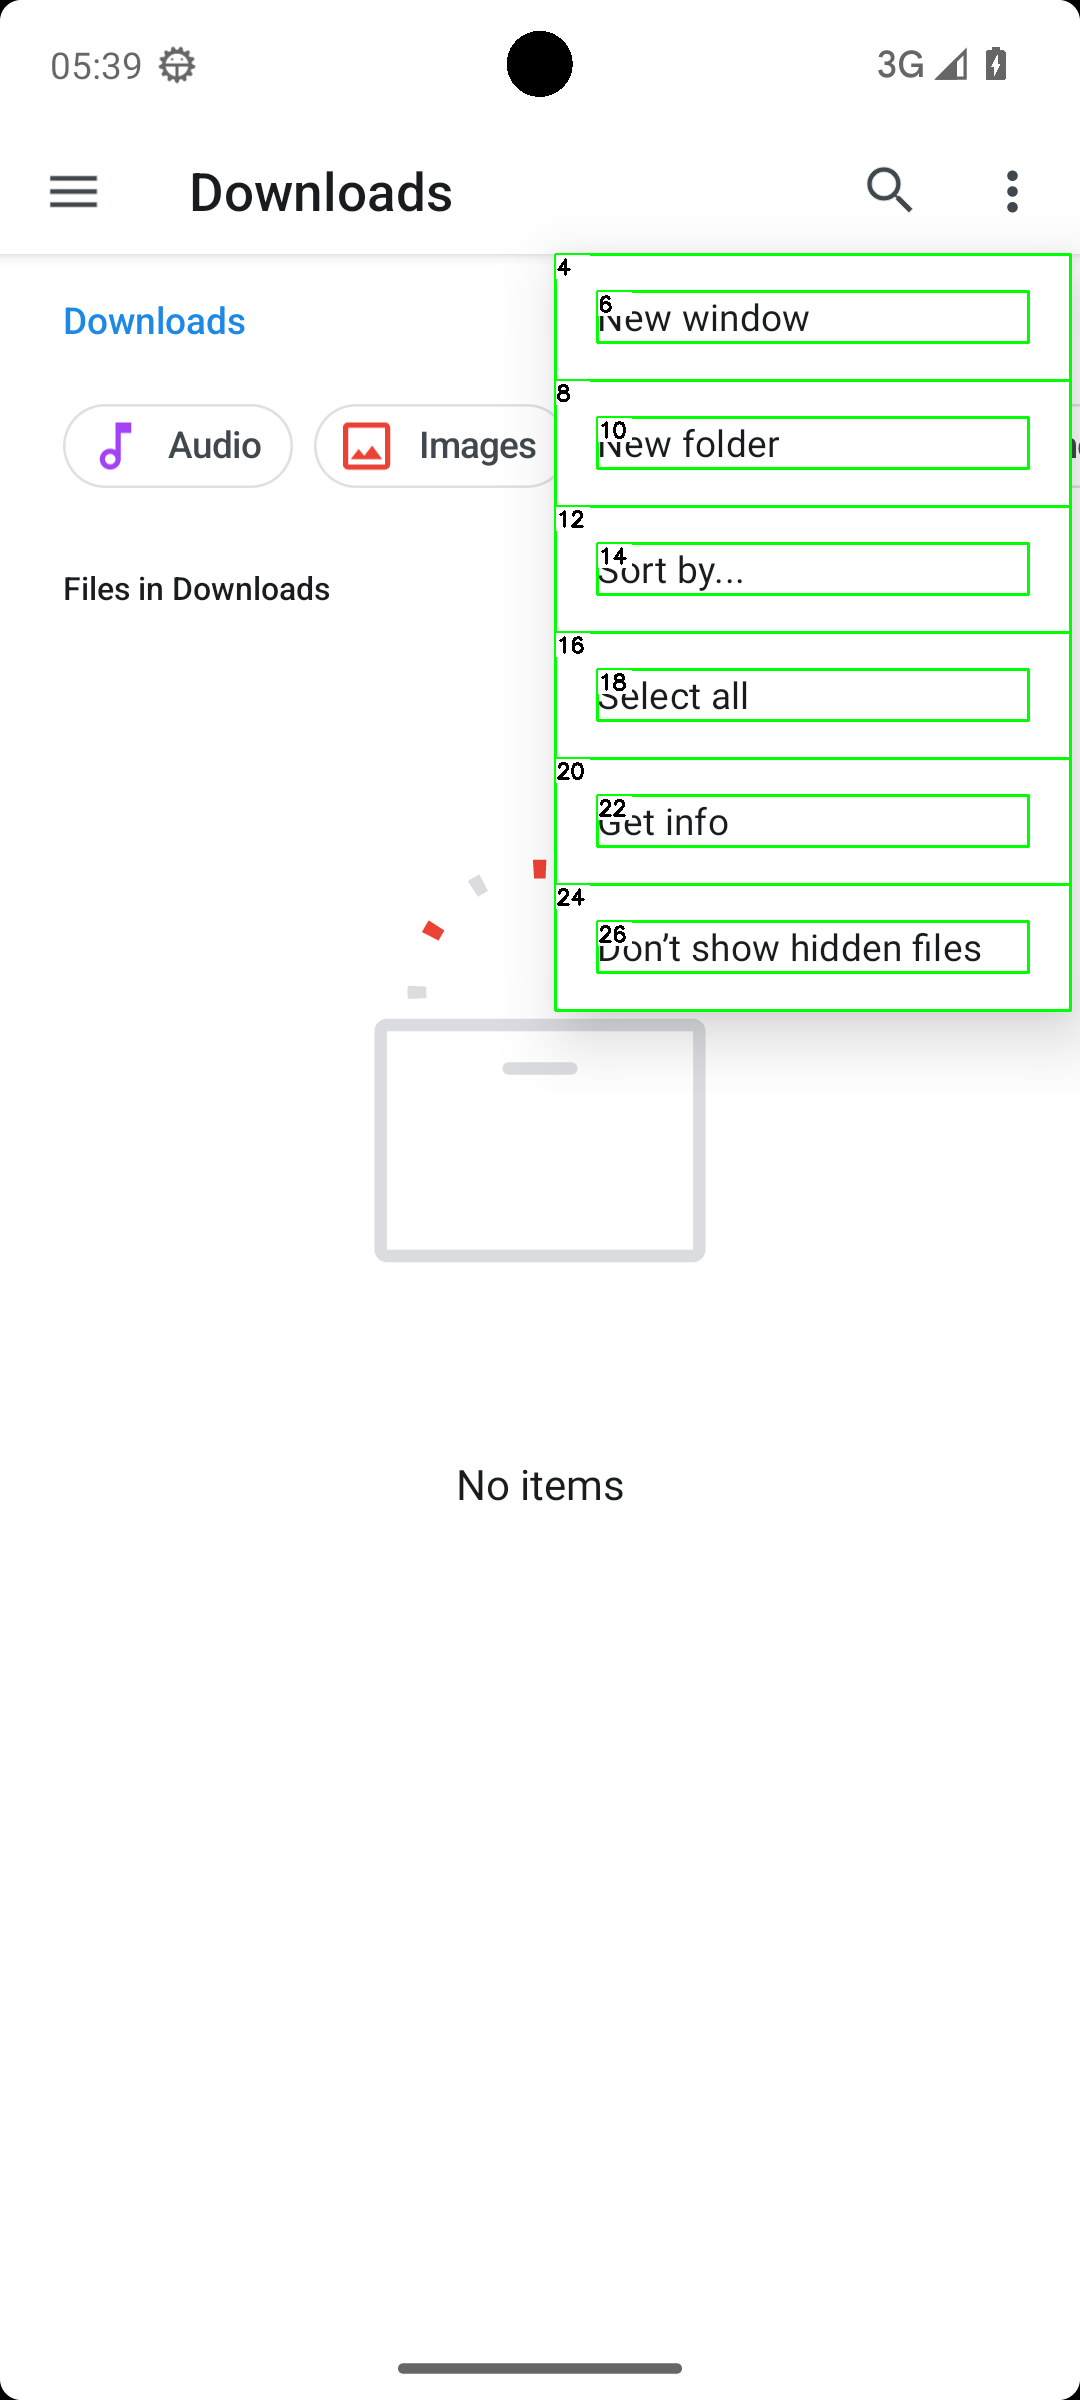 05:39
3G
Downloads
Downloads
Audio
Images
Files in Downloads
4
6
New window
8
10
New folder
12
14
Sort by...
16
18
Select all
20
22
Get info
24
26
Don’t show hidden files
No items